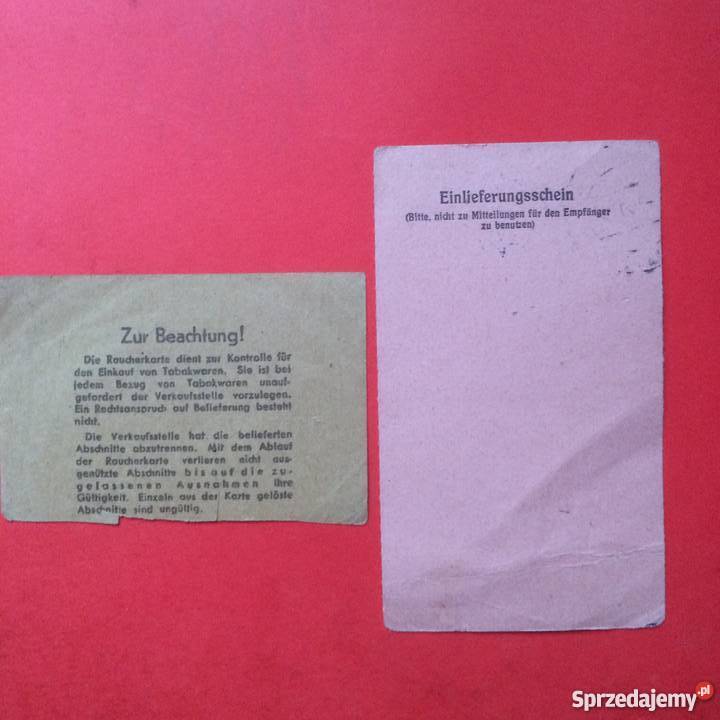 Zur Beachtung!
Die Raucherkarte dient zur Kontrolle für
den Einkauf von Tabakwaren. Sie ist bei
jedem Bezug von Tabakwaren unauf-
gefordert der Verkaufsstelle vorzulegen.
Ein Rechtsanspruch auf Belieferung besteht
nicht.
Die Verkaufsstelle hat die belieferten
Abschnitte abzutrennen. Mit dem Ablauf
der Raucherkarte verlieren nicht aus-
genützte Abschnitte bis auf die zu-
gelassenen Ausnahmen ihre
Gültigkeit. Einzeln aus der Karte gelöste
Abschnitte sind ungültig.
Einlieferungsschein
(Bitte, nicht zu Mitteilungen für den Empfänger
zu benutzen)
Sprzedajemy.pl